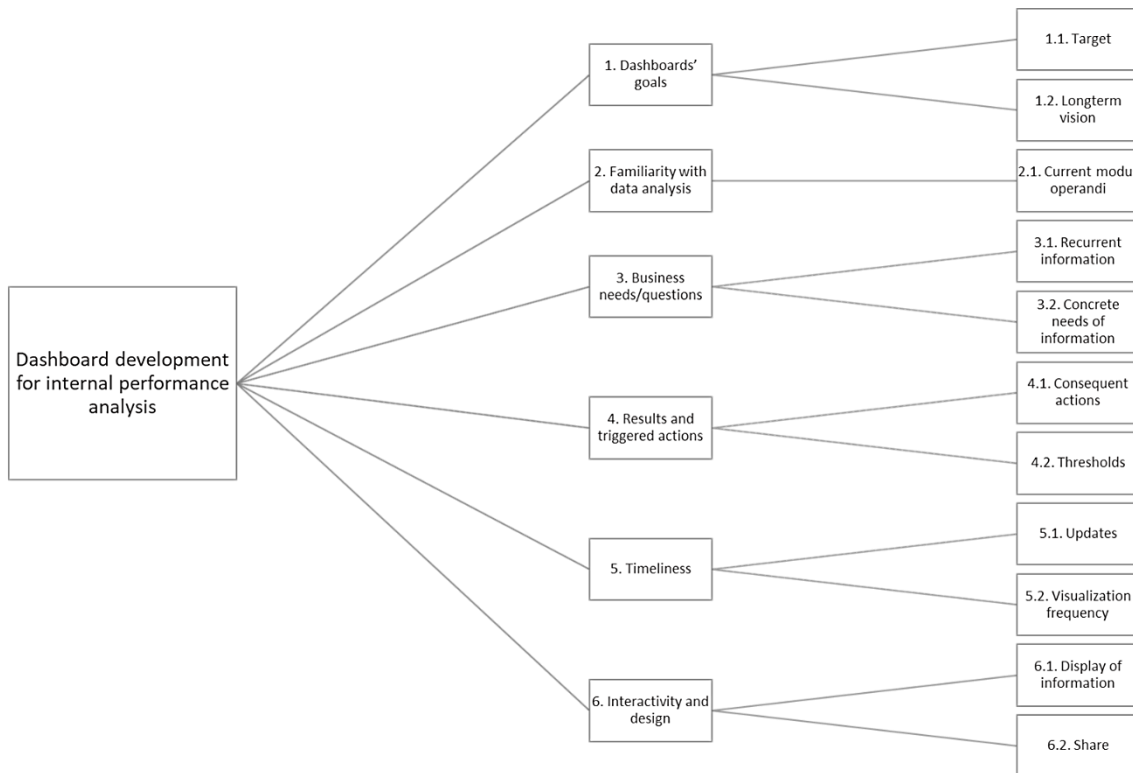 1.1. Target
1. Dashboards’
goals
1.2. Longterm
vision
2. Familiarity with
data analysis
2.1. Current modu
operandi
3.1. Recurrent
information
3. Business
needs/questions
3.2. Concrete
needs of
information
Dashboard development
for internal performance
analysis
4.1. Consequent
actions
4. Results and
triggered actions
4.2. Thresholds
5.1. Updates
5. Timeliness
5.2. Visualization
frequency
6.1. Display of
information
6. Interactivity and
design
6.2. Share